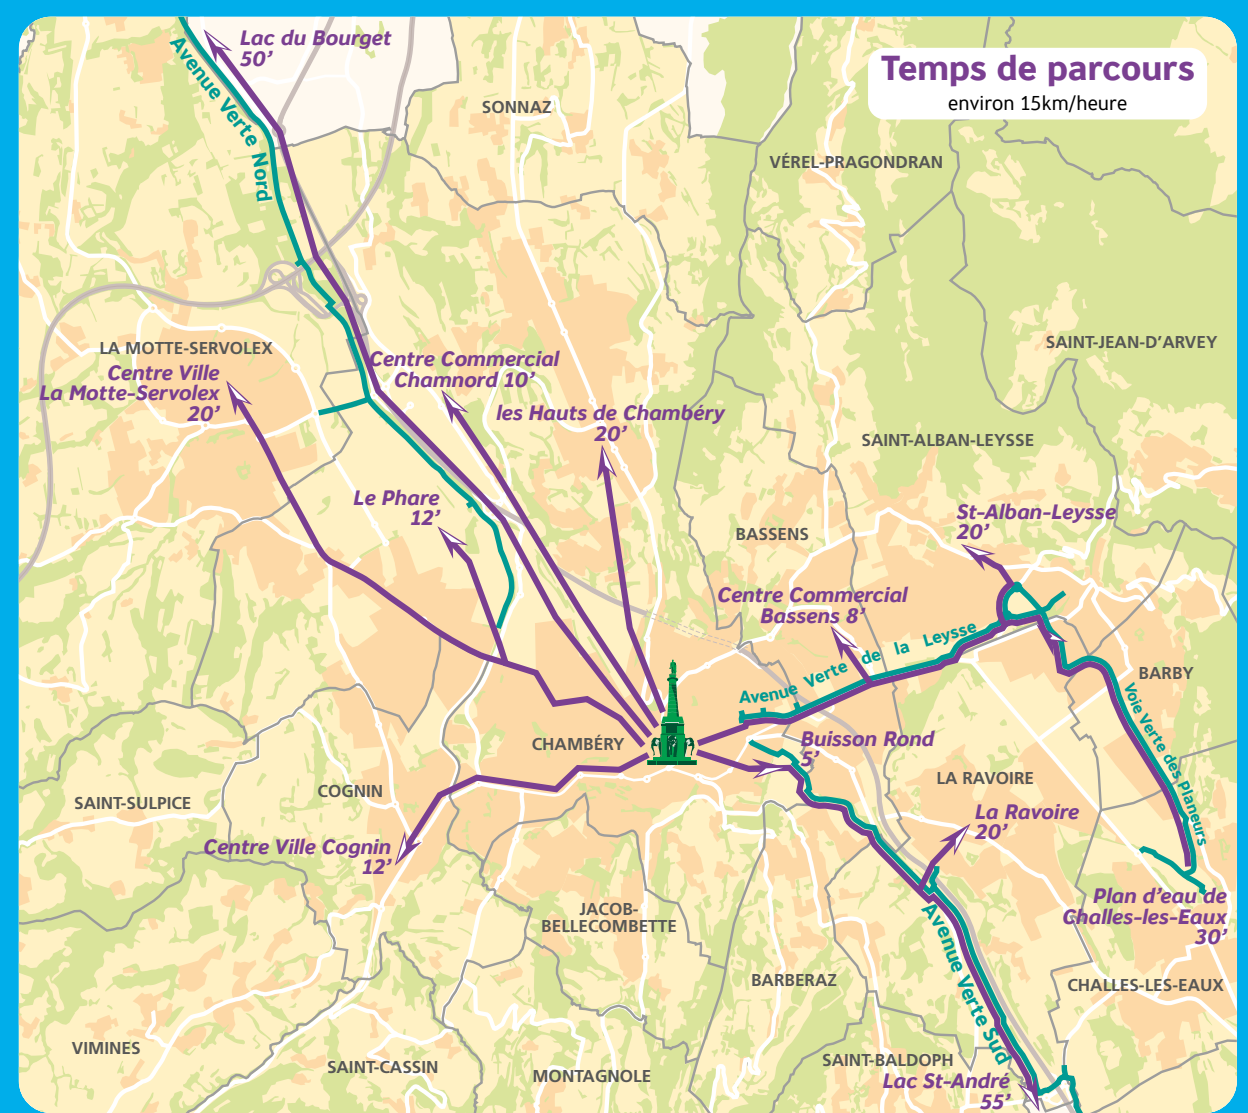 Lac du Bourget
50’
Temps de parcours
environ 15km/heure
Avenue Verte Nord
SONNAZ
VÉREL-PRAGONDRAN
SAINT-JEAN-D’ARVEY
LA MOTTE-SERVOLEX
Centre Ville
La Motte-Servolex
20’
Centre Commercial
Chamnord 10’
les Hauts de Chambéry
20’
SAINT-ALBAN-LEYSSE
Le Phare
12’
St-Alban-Leysse
20’
BASSENS
Centre Commercial
Bassens 8’
Avenue Verte de la Leysse
BARBY
Voie Verte des Planeurs
CHAMBÉRY
Buisson Rond
5’
LA RAVOIRE
La Ravoire
20’
COGNIN
SAINT-SULPICE
Centre Ville Cognin
12’
Plan d’eau de
Challes-les-Eaux
30’
JACOB-
BELLECOMBETTE
Avenue Verte Sud
BARBERAZ
CHALLES-LES-EAUX
VIMINES
SAINT-CASSIN
MONTAGNOLE
SAINT-BALDOPH
Lac St-André
55’